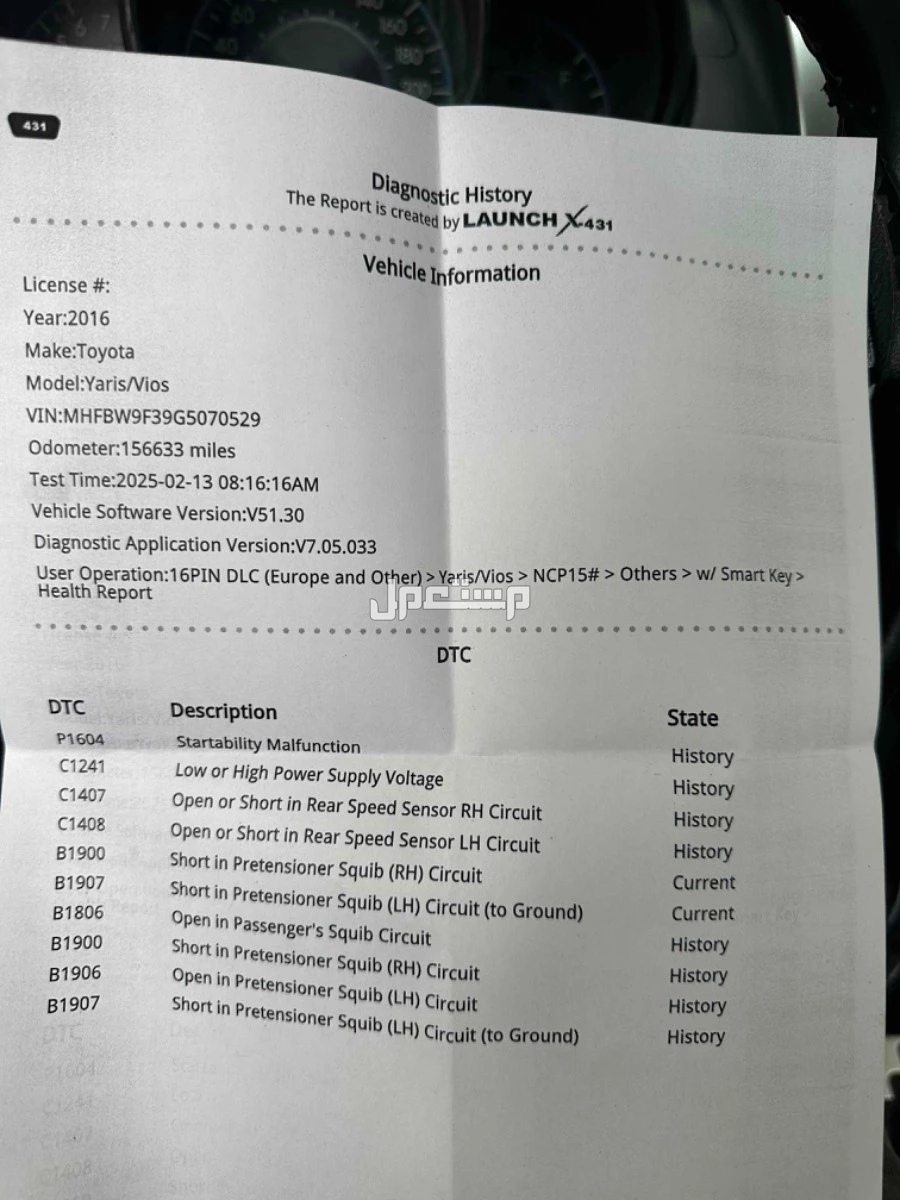 431
Diagnostic History
The Report is created by LAUNCH X-431
Vehicle Information
License #:
Year:2016
Make:Toyota
Model:Yaris/Vios
VIN:MHFBW9F39G5070529
Odometer:156633 miles
Test Time:2025-02-13 08:16:16AM
Vehicle Software Version:V51.30
Diagnostic Application Version:V7.05.033
User Operation:16PIN DLC (Europe and Other) > Yaris/Vios > NCP15# > Others > w/ Smart Key >
Health Report
مستعمل
DTC
DTC Description State
P1604 Startability Malfunction History
C1241 Low or High Power Supply Voltage History
C1407 Open or Short in Rear Speed Sensor RH Circuit History
C1408 Open or Short in Rear Speed Sensor LH Circuit History
B1900 Short in Pretensioner Squib (RH) Circuit Current
B1907 Short in Pretensioner Squib (LH) Circuit (to Ground) Current
B1806 Open in Passenger's Squib Circuit History
B1900 Short in Pretensioner Squib (RH) Circuit History
B1906 Open in Pretensioner Squib (LH) Circuit History
B1907 Short in Pretensioner Squib (LH) Circuit (to Ground) History